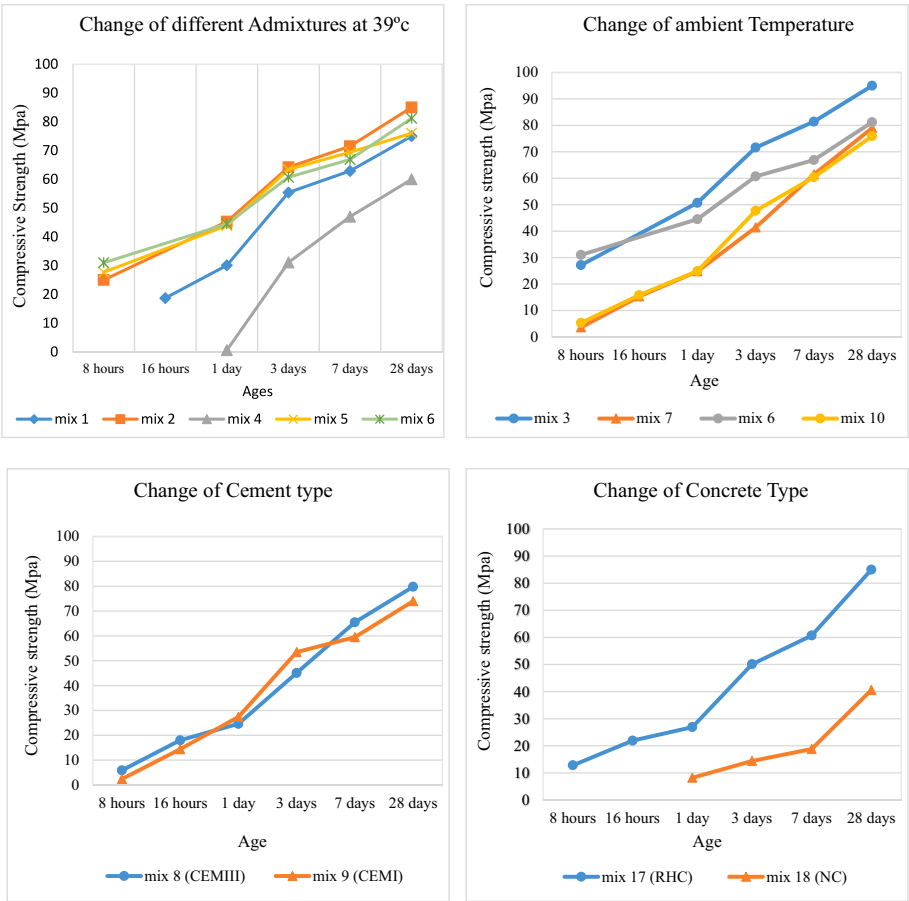 Change of different Admixtures at 39ºc
Compressive Strength (Mpa)
100
90
80
70
60
50
40
30
20
10
0
8 hours 16 hours 1 day 3 days 7 days 28 days
Ages
mix 1 mix 2 mix 4 mix 5 mix 6
Change of ambient Temperature
Compressive strength (Mpa)
100
90
80
70
60
50
40
30
20
10
0
8 hours 16 hours 1 day 3 days 7 days 28 days
Age
mix 3 mix 7 mix 6 mix 10
Change of Cement type
Compressive strength (Mpa)
100
90
80
70
60
50
40
30
20
10
0
8 hours 16 hours 1 day 3 days 7 days 28 days
Age
mix 8 (CEMIII) mix 9 (CEMI)
Change of Concrete Type
Compressive strength (Mpa)
100
90
80
70
60
50
40
30
20
10
0
8 hours 16 hours 1 day 3 days 7 days 28 days
Age
mix 17 (RHC) mix 18 (NC)